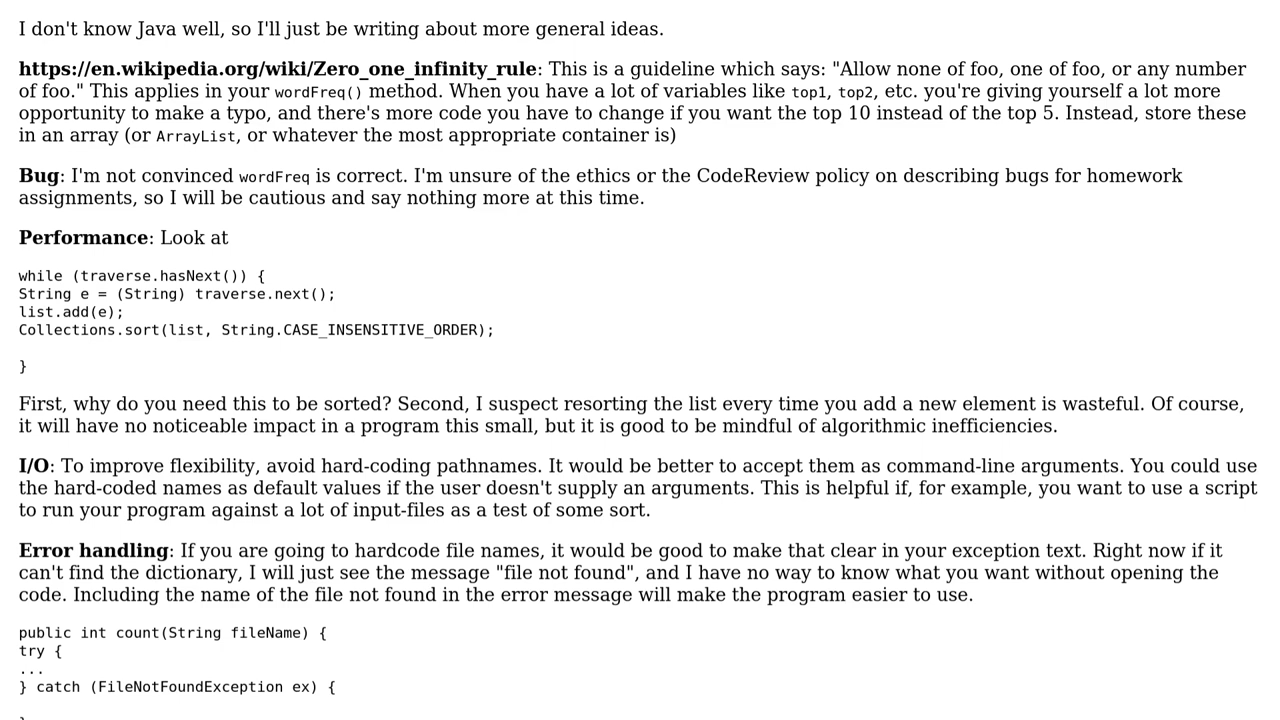 I don't know Java well, so I'll just be writing about more general ideas.
https://en.wikipedia.org/wiki/Zero_one_infinity_rule: This is a guideline which says: "Allow none of foo, one of foo, or any number
of foo." This applies in your wordFreq() method. When you have a lot of variables like top1, top2, etc. you're giving yourself a lot more
opportunity to make a typo, and there's more code you have to change if you want the top 10 instead of the top 5. Instead, store these
in an array (or ArrayList, or whatever the most appropriate container is)
Bug: I'm not convinced wordFreq is correct. I'm unsure of the ethics or the CodeReview policy on describing bugs for homework
assignments, so I will be cautious and say nothing more at this time.
Performance: Look at
while (traverse.hasNext()) {
String e = (String) traverse.next();
list.add(e);
Collections.sort(list, String.CASE_INSENSITIVE_ORDER);
}
First, why do you need this to be sorted? Second, I suspect resorting the list every time you add a new element is wasteful. Of course,
it will have no noticeable impact in a program this small, but it is good to be mindful of algorithmic inefficiencies.
I/O: To improve flexibility, avoid hard-coding pathnames. It would be better to accept them as command-line arguments. You could use
the hard-coded names as default values if the user doesn't supply an arguments. This is helpful if, for example, you want to use a script
to run your program against a lot of input-files as a test of some sort.
Error handling: If you are going to hardcode file names, it would be good to make that clear in your exception text. Right now if it
can't find the dictionary, I will just see the message "file not found", and I have no way to know what you want without opening the
code. Including the name of the file not found in the error message will make the program easier to use.
public int count(String fileName) {
try {
...
} catch (FileNotFoundException ex) {